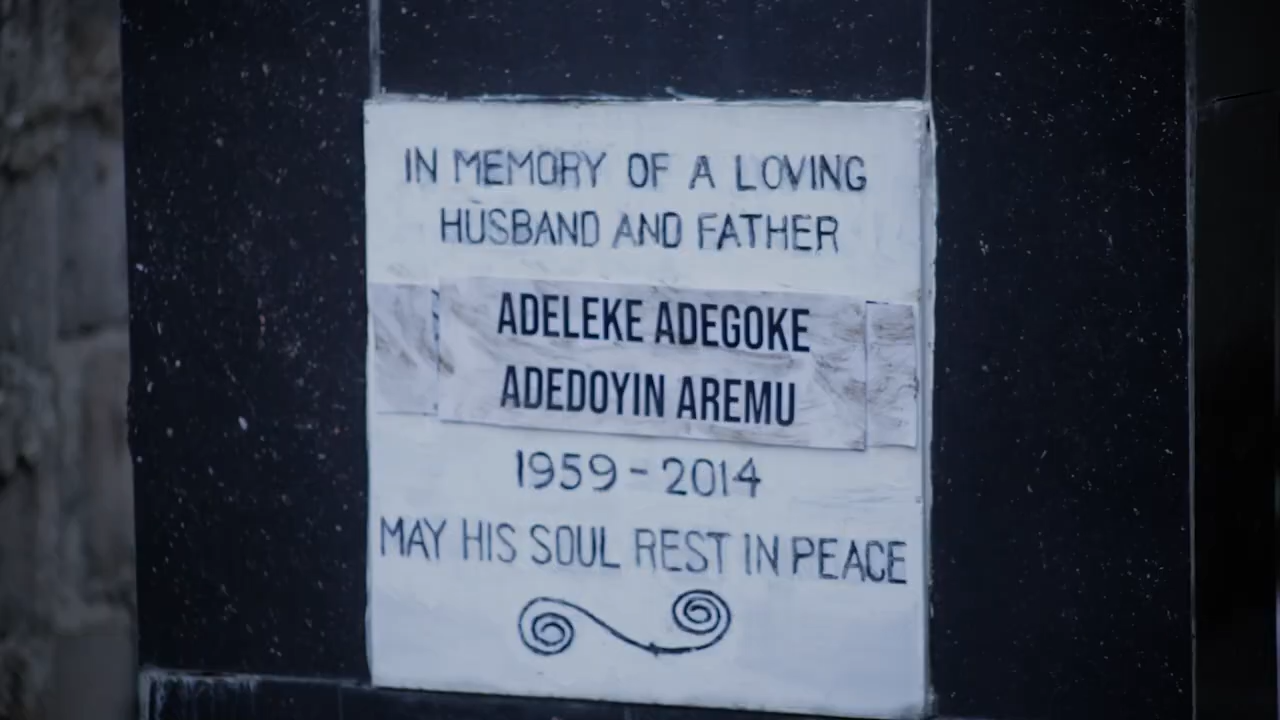 IN MEMORY OF A LOVING
HUSBAND AND FATHER
ADELEKE ADEGOKE
ADEDOYIN AREMU
1959 - 2014
MAY HIS SOUL REST IN PEACE